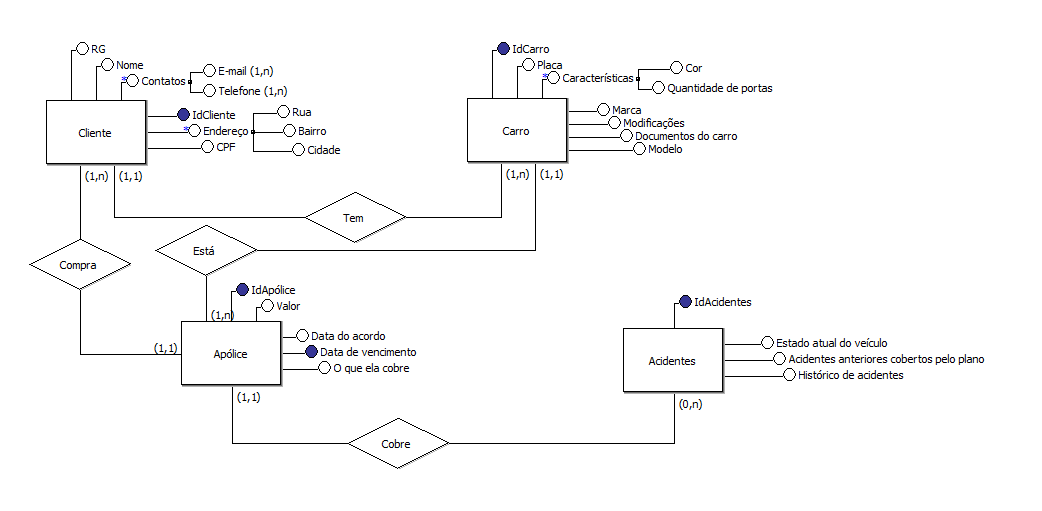 RG
Nome
*Contatos
E-mail (1,n)
Telefone (1,n)
Cliente
IdCliente
*Endereço
Rua
Bairro
Cidade
CPF
(1,n)
(1,1)
IdCarro
Placa
*Características
Cor
Quantidade de portas
Carro
Marca
Modificações
Documentos do carro
Modelo
(1,n)
(1,1)
Tem
Está
Compra
IdApólice
Valor
(1,n)
(1,1)
Apólice
Data do acordo
Data de vencimento
O que ela cobre
(1,1)
IdAcidentes
Acidentes
Estado atual do veículo
Acidentes anteriores cobertos pelo plano
Histórico de acidentes
(0,n)
Cobre